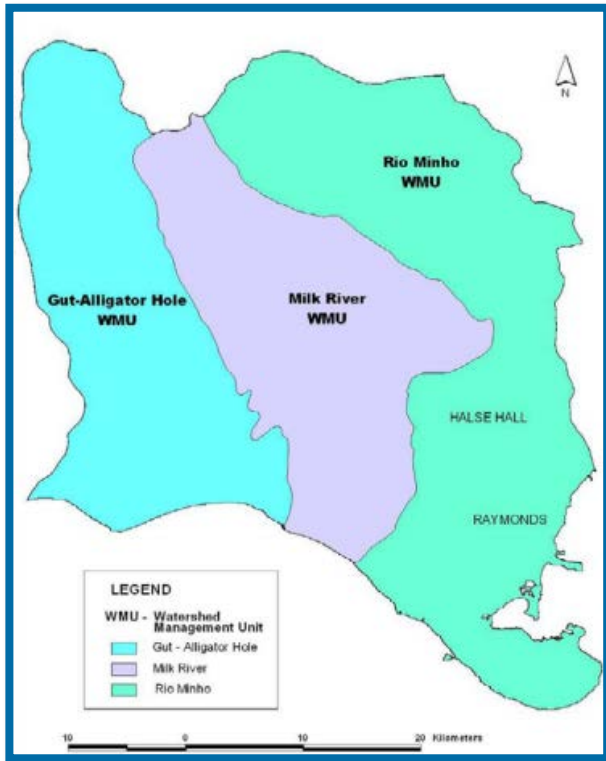 N
Rio Minho
WMU
Gut-Alligator Hole
WMU
Milk River
WMU
HALSE HALL
RAYMONDS
LEGEND
WMU - Watershed
Management Unit
Gut - Alligator Hole
Milk River
Rio Minho
10 0 10 20 Kilometers